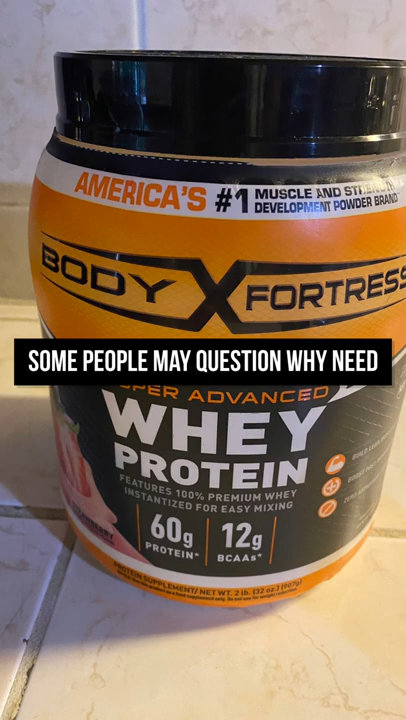 AMERICA'S #1 MUSCLE AND STRENGTH
DEVELOPMENT POWDER BRAND
BODY FORTRESS
SOME PEOPLE MAY QUESTION WHY NEED
SUPER ADVANCED
WHEY
PROTEIN
FEATURES 100% PREMIUM WHEY
INSTANTIZED FOR EASY MIXING
60g 12g
PROTEIN* BCAAs*
PROTEIN SUPPLEMENT/ NET WT. 2 lb. (32 oz.) (907g)